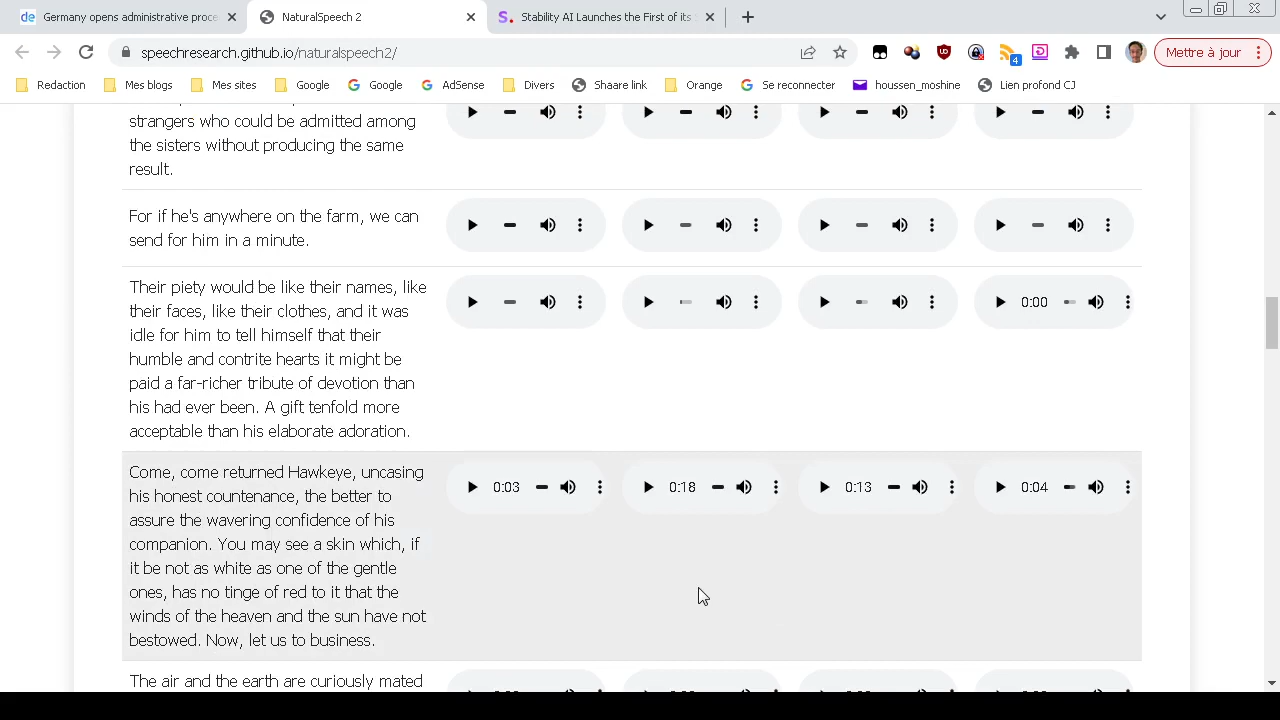 Germany opens administrative proce
NaturalSpeech 2
S. Stability AI Launches the First of its
speechresearch.github.io/naturalspeech2/
4
Mettre à jour
Redaction
Mes blogs
Mes sites
Google
Google
AdSense
Divers
Shaare link
Orange
Se reconnecter
houssen_moshine
Lien profond CJ
strangers who could be admitted among
the sisters without producing the same
result.
For if he's anywhere on the farm, we can
send for him in a minute.
Their piety would be like their names, like
their faces, like their clothes, and it was
idle for him to tell himself that their
humble and contrite hearts it might be
paid a far-richer tribute of devotion than
his had ever been. A gift tenfold more
acceptable than his elaborate adoration.
0:00
Come, come returned Hawkeye, uncasing
his honest countenance, the better to
assure the wavering confidence of his
companion. You may see a skin which, if
it be not as white as one of the gentle
ones, has no tinge of red to it that the
winds of the heaven and the sun have not
bestowed. Now, let us to business.
0:03
0:18
0:13
0:04
The air and the earth are curiously mated